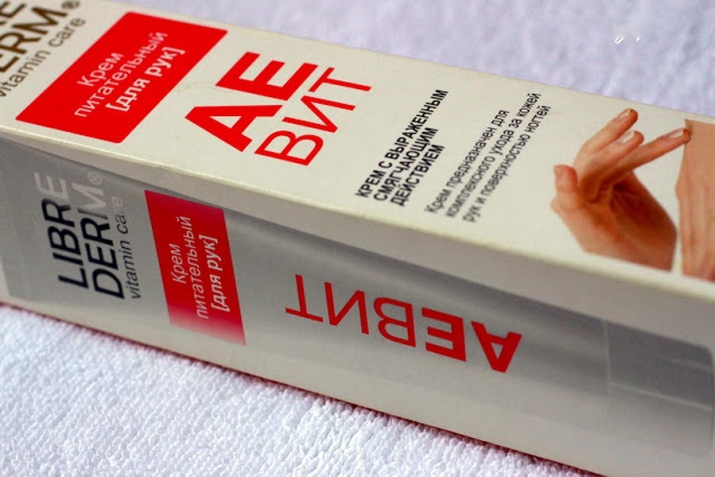 LIBRE
DERM®
vitamin care
Крем
питательный
[для рук]
АЕ
ВИТ
КРЕМ С ВЫРАЖЕННЫМ
СМЯГЧАЮЩИМ
ДЕЙСТВИЕМ
Крем предназначен для
комплексного ухода за кожей
рук и поверхностью ногтей
LIBRE
DERM®
vitamin care
Крем
питательный
[для рук]
АЕВИТ